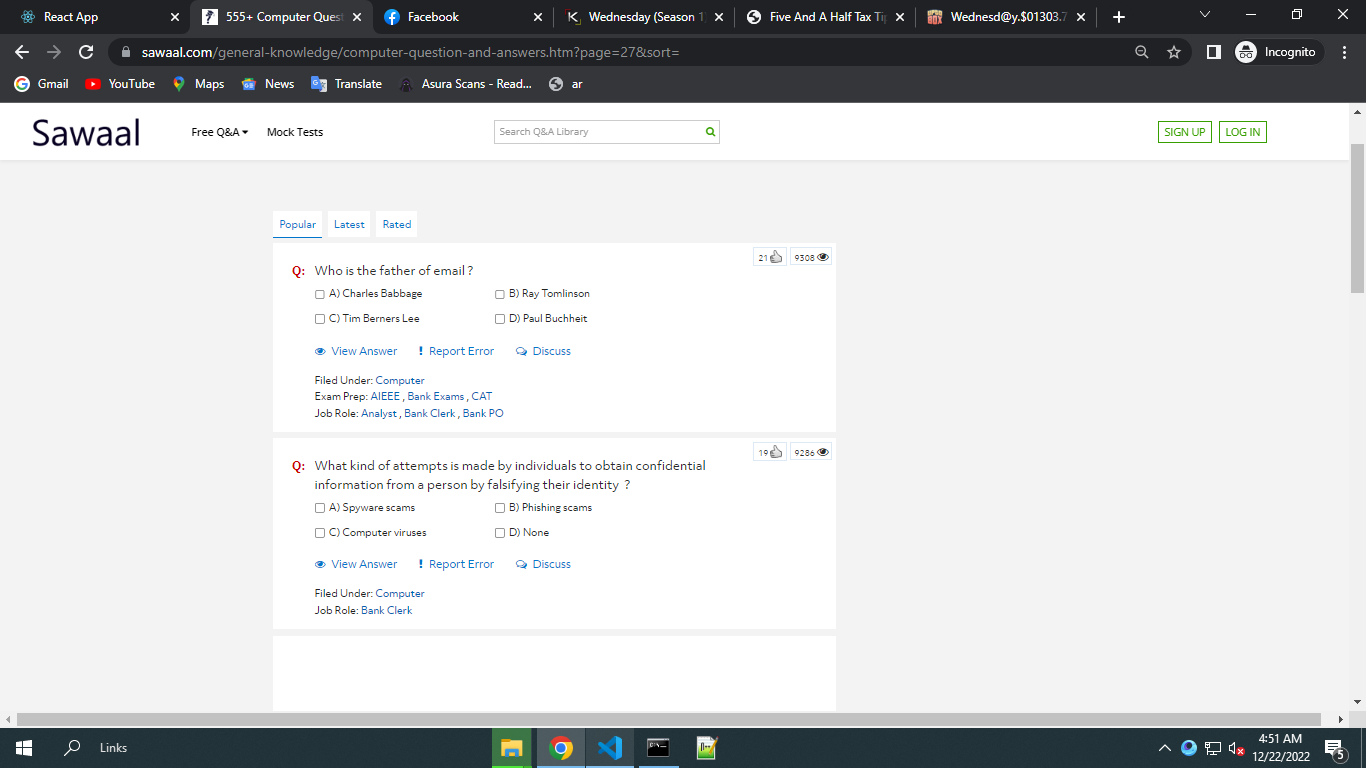 React App
555+ Computer Quest
Facebook
Wednesday (Season 1
Five And A Half Tax Tip
Wednesd@y.$01303.7
sawaal.com/general-knowledge/computer-question-and-answers.htm?page=27&sort=
Incognito
Gmail
YouTube
Maps
News
Translate
Asura Scans - Read...
ar
Sawaal
Free Q&A
Mock Tests
Search Q&A Library
SIGN UP
LOG IN
Popular
Latest
Rated
21
9308
Q: Who is the father of email ?
A) Charles Babbage
B) Ray Tomlinson
C) Tim Berners Lee
D) Paul Buchheit
View Answer
! Report Error
Discuss
Filed Under: Computer
Exam Prep: AIEEE , Bank Exams , CAT
Job Role: Analyst , Bank Clerk , Bank PO
19
9286
Q: What kind of attempts is made by individuals to obtain confidential
information from a person by falsifying their identity ?
A) Spyware scams
B) Phishing scams
C) Computer viruses
D) None
View Answer
! Report Error
Discuss
Filed Under: Computer
Job Role: Bank Clerk
Links
4:51 AM
12/22/2022
5